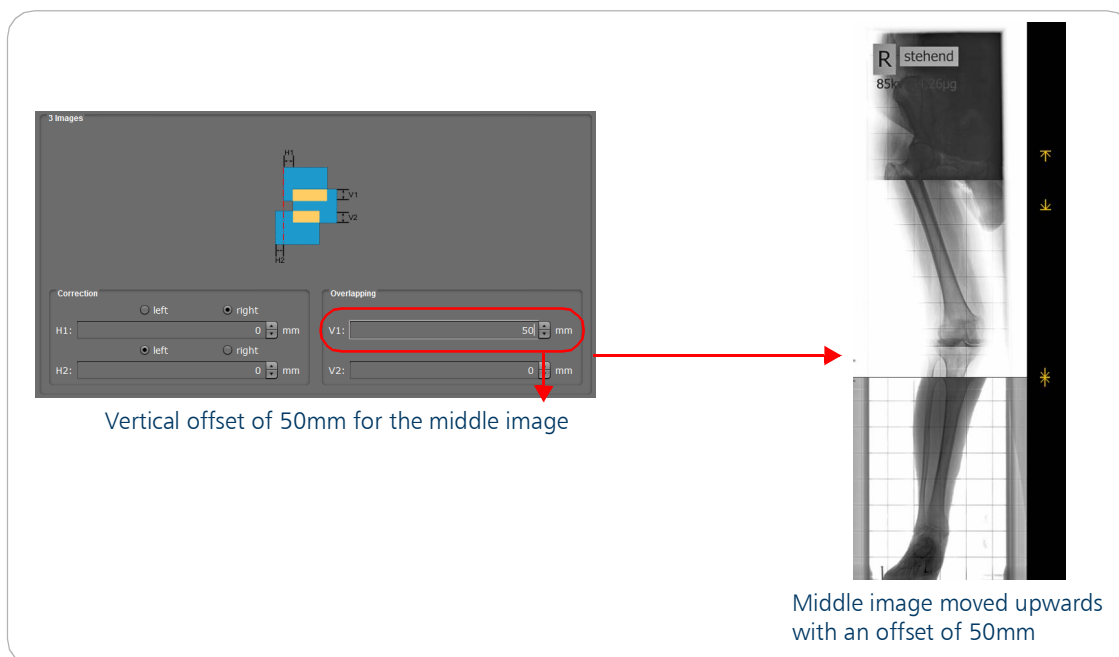 3 Images
H1
V1
V2
H2
Correction
left right
H1: 0 mm
left right
H2: 0 mm
Overlapping
V1: 50 mm
V2: 0 mm
Vertical offset of 50mm for the middle image
R stehend
Middle image moved upwards
with an offset of 50mm